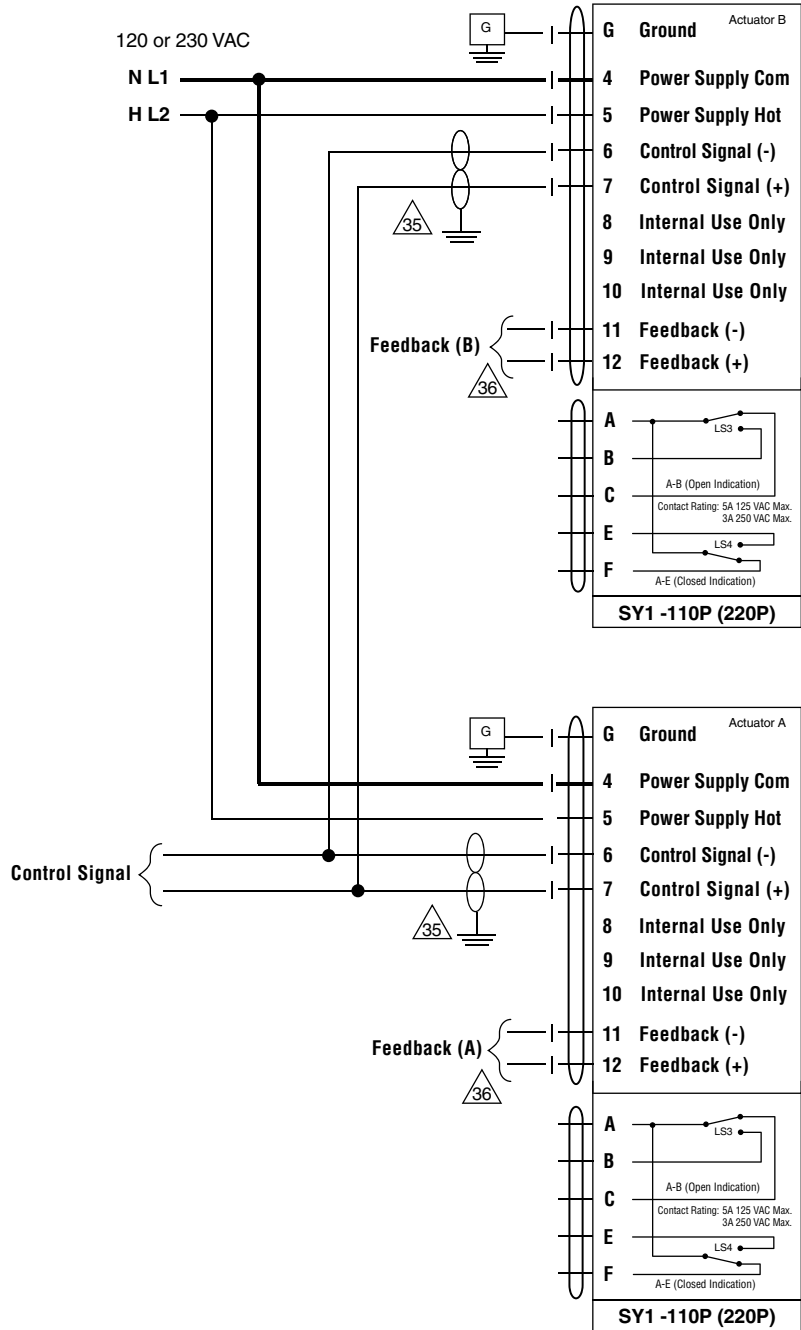 120 or 230 VAC
N L1
H L2
G
G Ground
Actuator B
4 Power Supply Com
5 Power Supply Hot
6 Control Signal (-)
7 Control Signal (+)
35
8 Internal Use Only
9 Internal Use Only
10 Internal Use Only
Feedback (B)
36
11 Feedback (-)
12 Feedback (+)
A
LS3
B
A-B (Open Indication)
C
Contact Rating: 5A 125 VAC Max.
3A 250 VAC Max.
E
LS4
F
A-E (Closed Indication)
SY1 -110P (220P)
G
G Ground
Actuator A
4 Power Supply Com
5 Power Supply Hot
Control Signal
6 Control Signal (-)
7 Control Signal (+)
35
8 Internal Use Only
9 Internal Use Only
10 Internal Use Only
Feedback (A)
36
11 Feedback (-)
12 Feedback (+)
A
LS3
B
A-B (Open Indication)
C
Contact Rating: 5A 125 VAC Max.
3A 250 VAC Max.
E
LS4
F
A-E (Closed Indication)
SY1 -110P (220P)